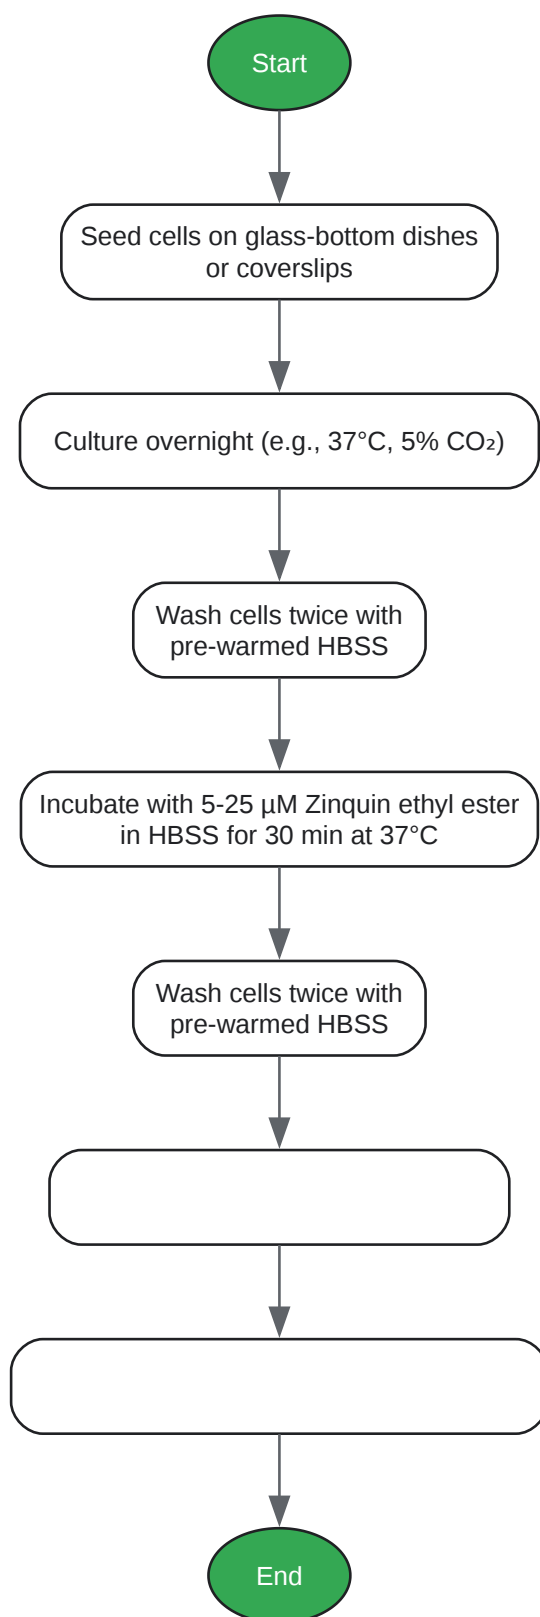 Start
Seed cells on glass-bottom dishes
or coverslips
Culture overnight (e.g., 37°C, 5% CO₂)
Wash cells twice with
pre-warmed HBSS
Incubate with 5-25 µM Zinquin ethyl ester
in HBSS for 30 min at 37°C
Wash cells twice with
pre-warmed HBSS
End